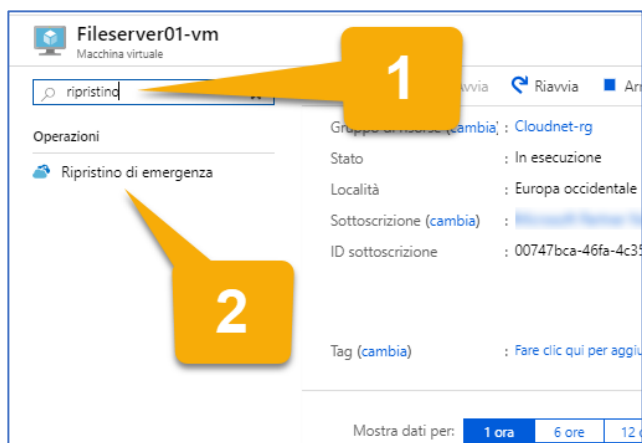 Fileserver01-vm
Macchina virtuale
ripristino
Operazioni
Ripristino di emergenza
1
2
Riavvia
Gruppo di risorse (cambia) : Cloudnet-rg
Stato : In esecuzione
Località : Europa occidentale
Sottoscrizione (cambia) :
ID sottoscrizione : 00747bca-46fa-4c35
Tag (cambia) : Fare clic qui per aggiu
Mostra dati per: 1 ora 6 ore 12